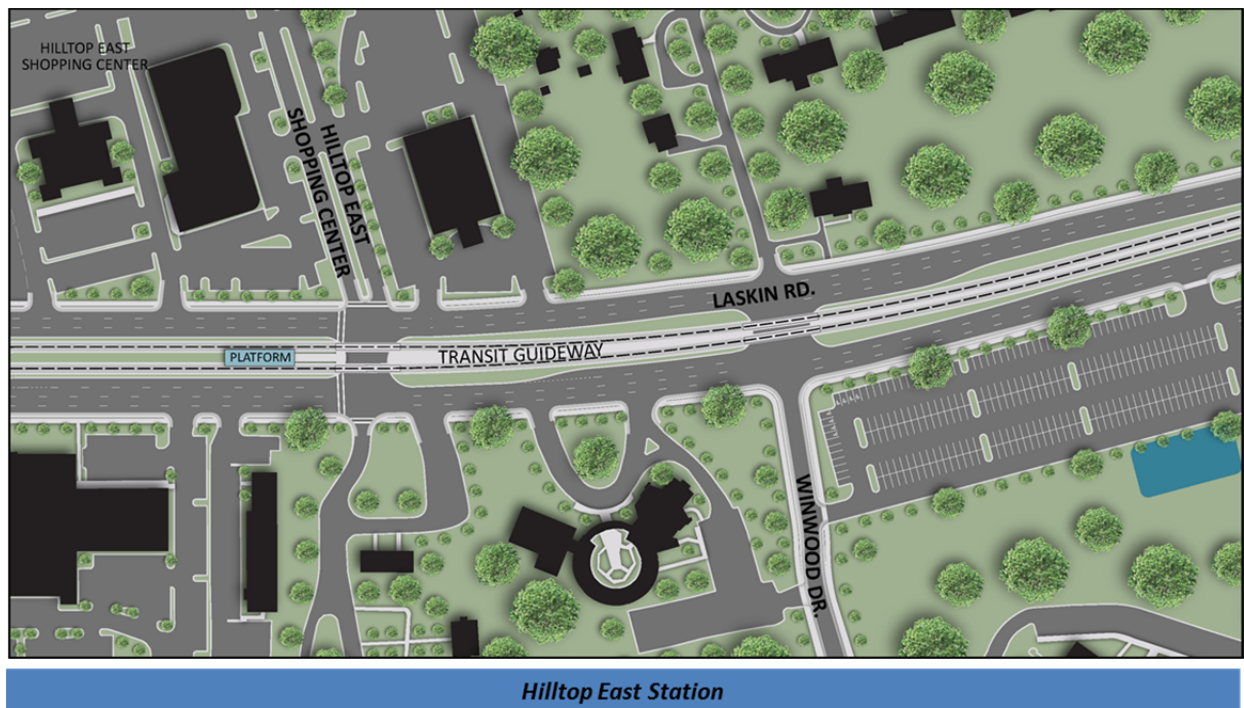 HILLTOP EAST
SHOPPING CENTER
HILLTOP EAST
SHOPPING CENTER
LASKIN RD.
PLATFORM
TRANSIT GUIDEWAY
WINWOOD DR.
Hilltop East Station